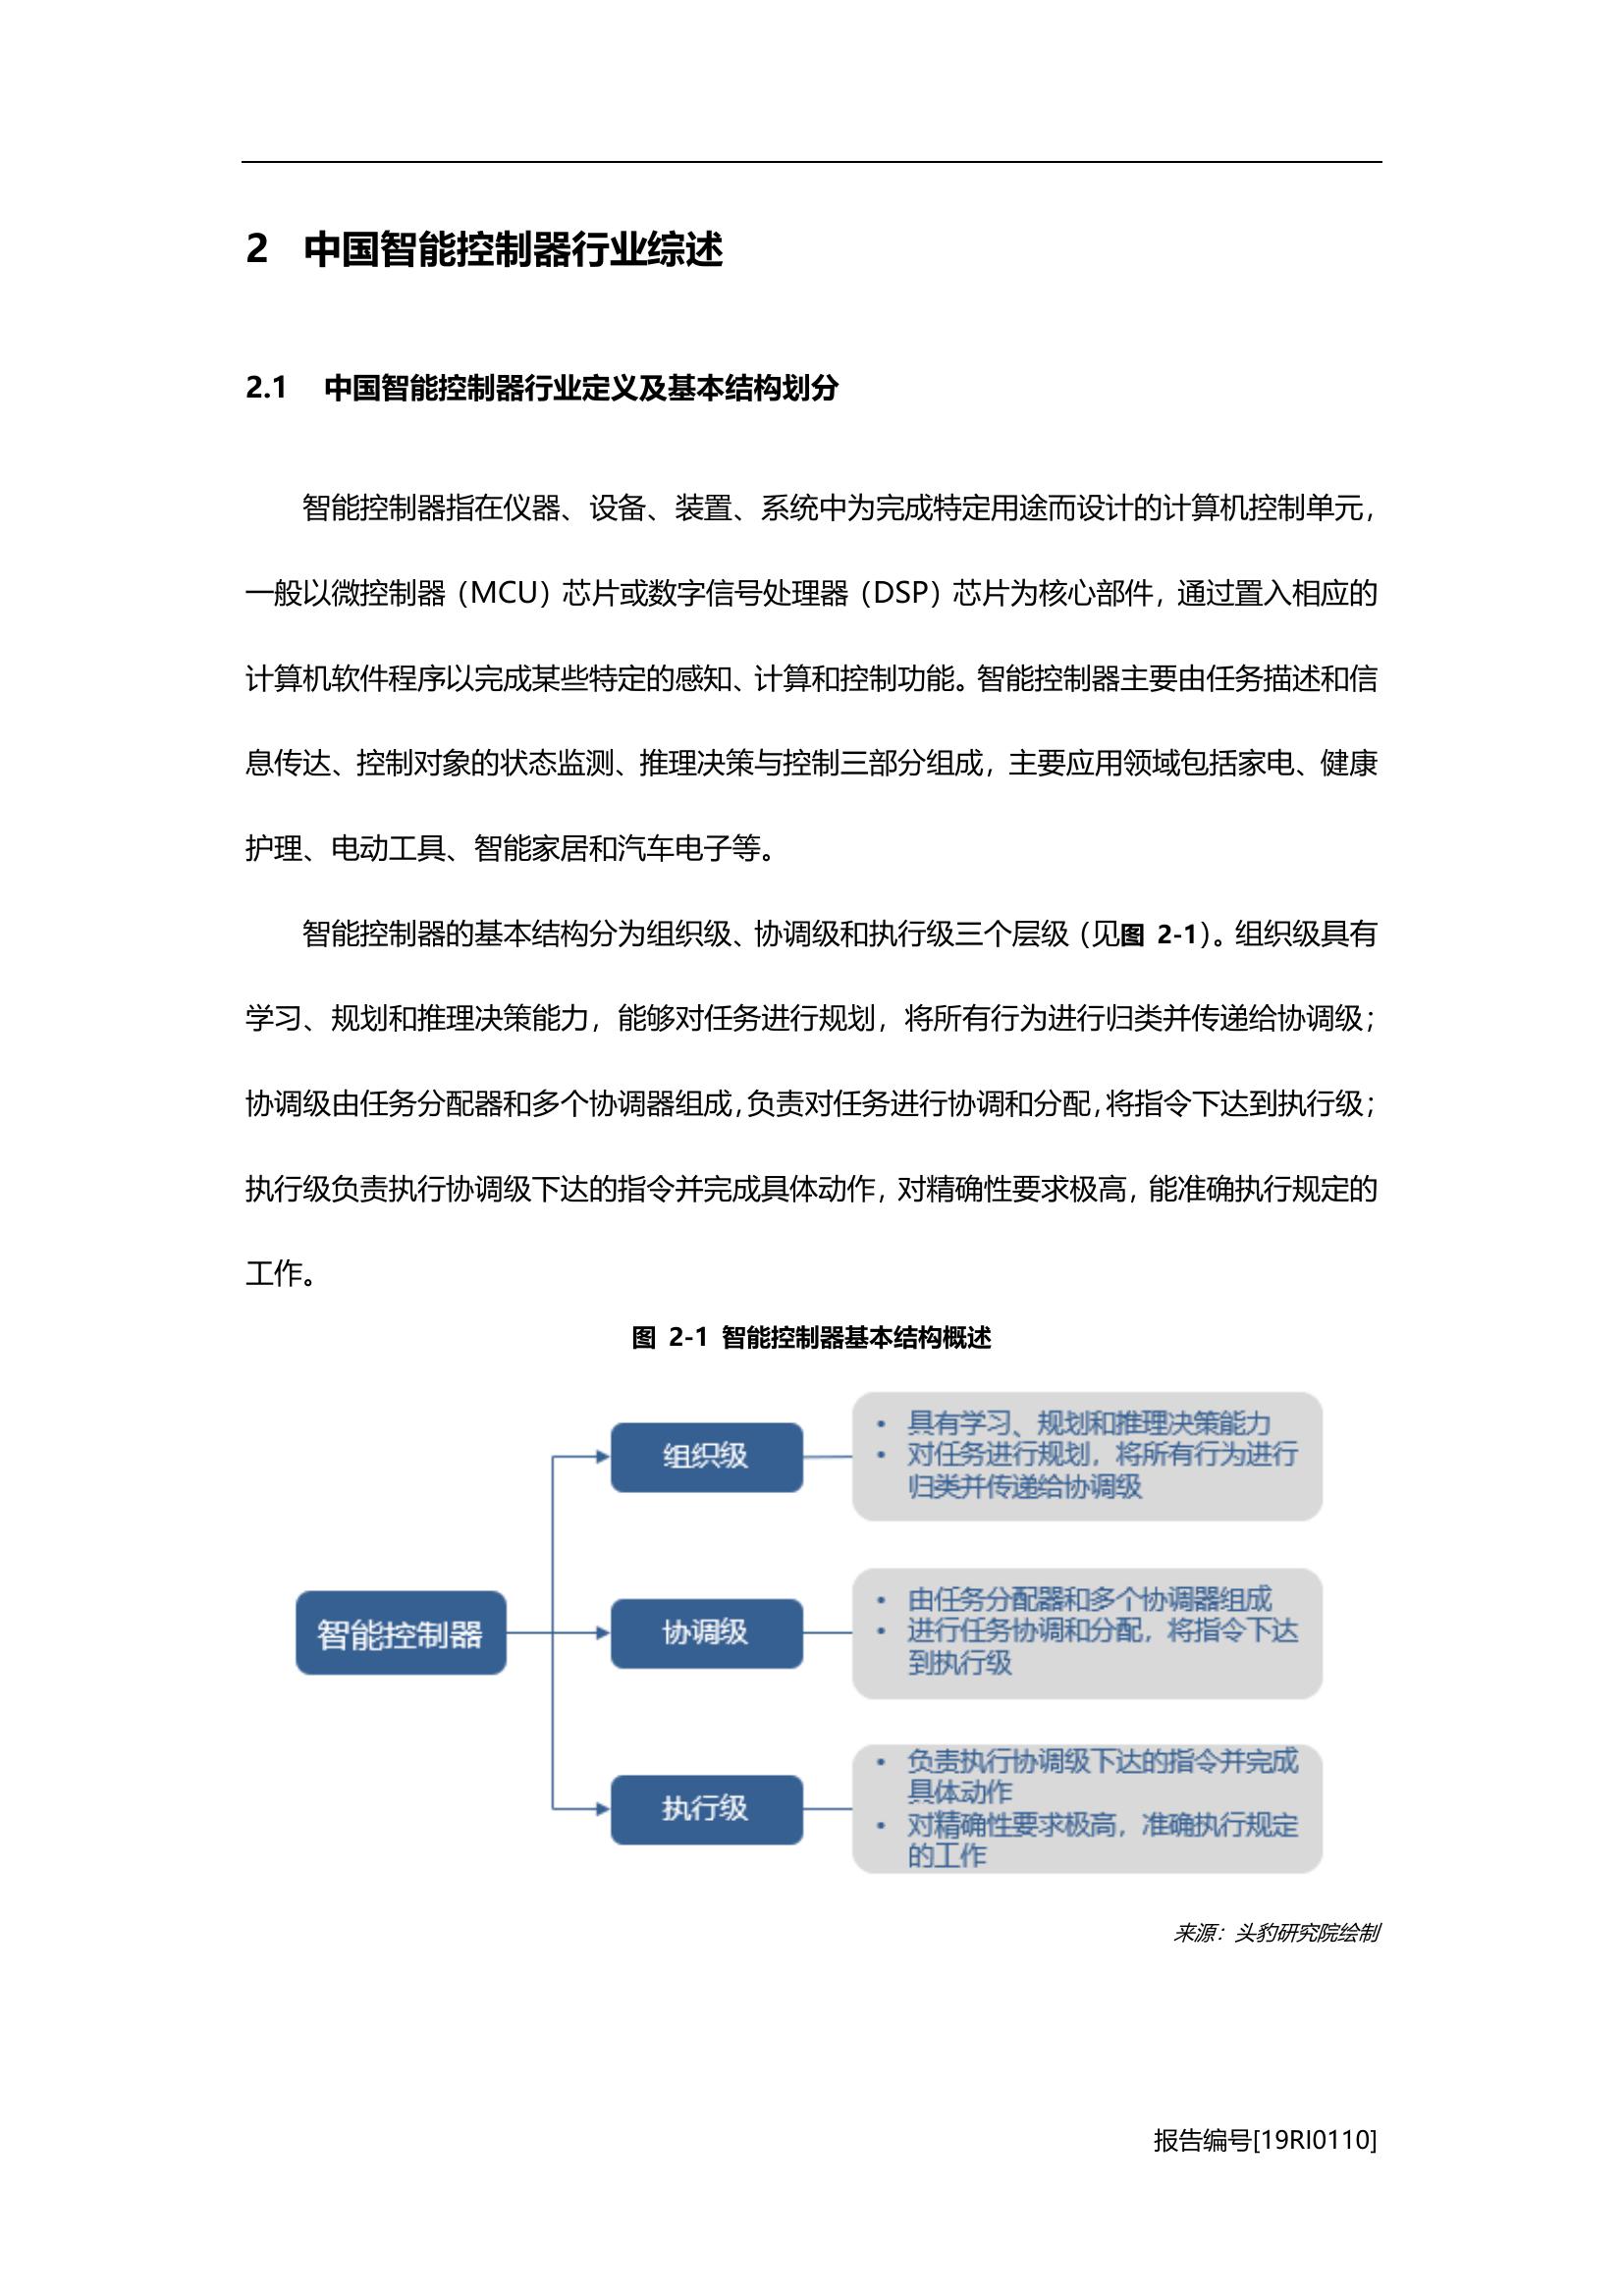 2 中国智能控制器行业综述
2.1 中国智能控制器行业定义及基本结构划分
智能控制器指在仪器、设备、装置、系统中为完成特定用途而设计的计算机控制单元，
一般以微控制器（MCU）芯片或数字信号处理器（DSP）芯片为核心部件，通过置入相应的
计算机软件程序以完成某些特定的感知、计算和控制功能。智能控制器主要由任务描述和信
息传达、控制对象的状态监测、推理决策与控制三部分组成，主要应用领域包括家电、健康
护理、电动工具、智能家居和汽车电子等。
智能控制器的基本结构分为组织级、协调级和执行级三个层级（见图 2-1）。组织级具有
学习、规划和推理决策能力，能够对任务进行规划，将所有行为进行归类并传递给协调级；
协调级由任务分配器和多个协调器组成，负责对任务进行协调和分配，将指令下达到执行级；
执行级负责执行协调级下达的指令并完成具体动作，对精确性要求极高，能准确执行规定的
工作。
图 2-1 智能控制器基本结构概述
智能控制器
组织级
• 具有学习、规划和推理决策能力
• 对任务进行规划，将所有行为进行
归类并传递给协调级
协调级
• 由任务分配器和多个协调器组成
• 进行任务协调和分配，将指令下达
到执行级
执行级
• 负责执行协调级下达的指令并完成
具体动作
• 对精确性要求极高，准确执行规定
的工作
来源：头豹研究院绘制
报告编号[19RI0110]